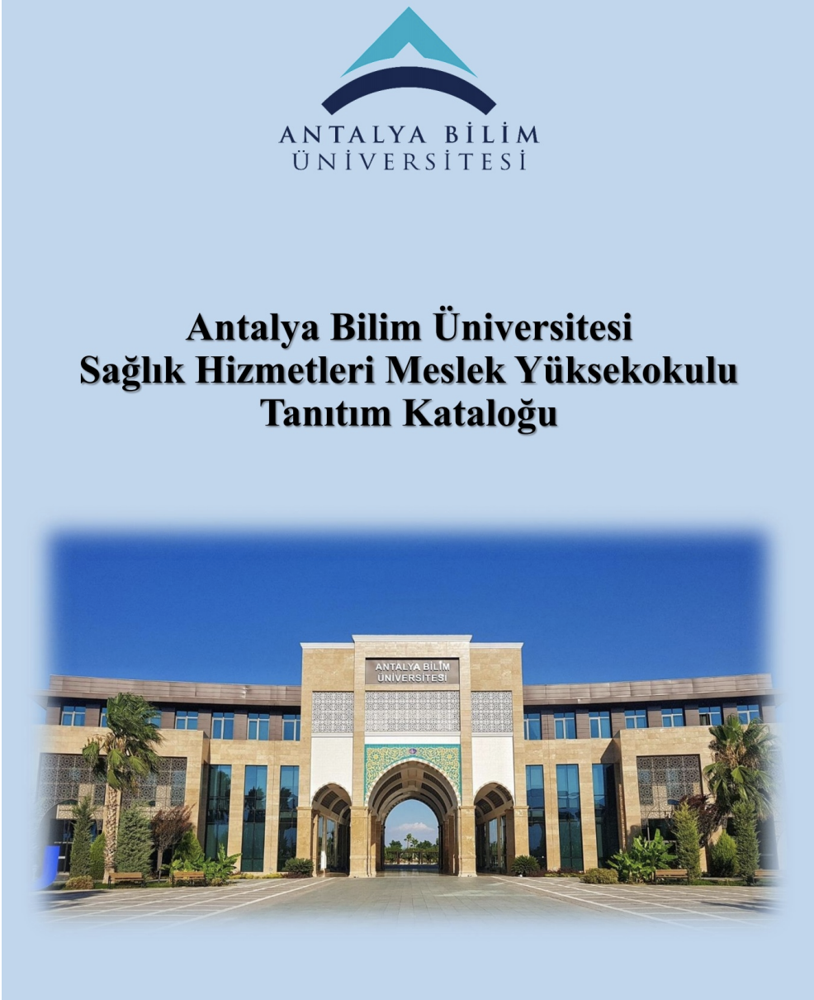 ANTALYA BİLİM
ÜNİVERSİTESİ
Antalya Bilim Üniversitesi
Sağlık Hizmetleri Meslek Yüksekokulu
Tanıtım Kataloğu
ANTALYA BİLİM
ÜNİVERSİTESİ